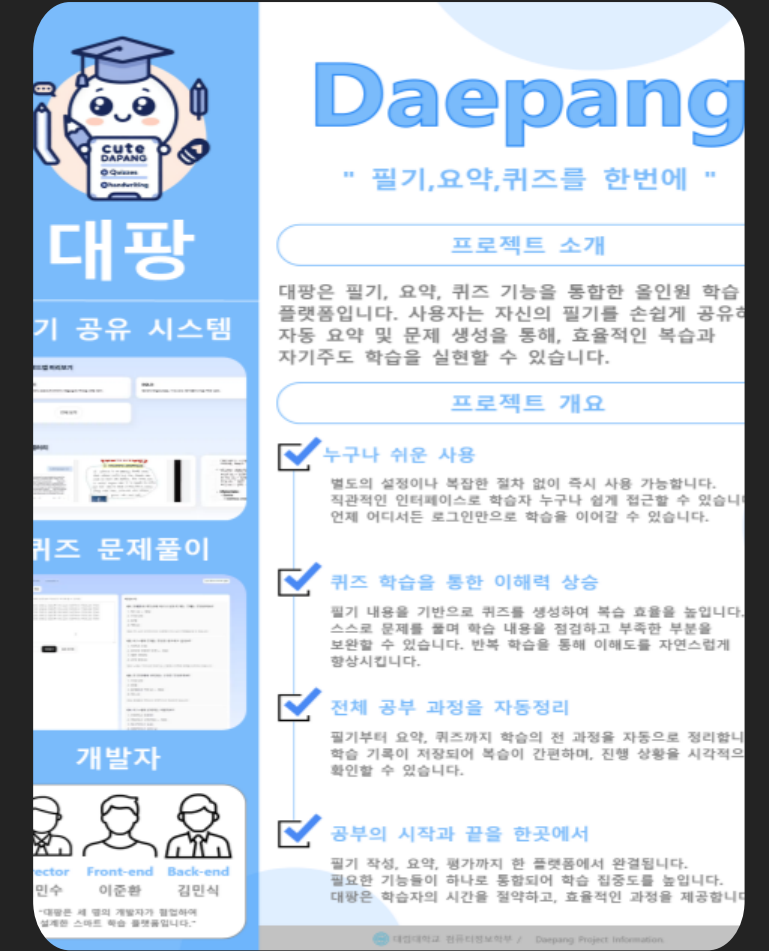 cute
DAPANG
Quizzes
handwriting
대팡
기 공유 시스템
퀴즈 문제풀이
개발자
ector
Front-end
Back-end
민수
이준환
김민식
"대팡은 세 명의 개발자가 협업하여
설계한 스마트 학습 플랫폼입니다."
Daepang
" 필기,요약,퀴즈를 한번에 "
프로젝트 소개
대팡은 필기, 요약, 퀴즈 기능을 통합한 올인원 학습
플랫폼입니다. 사용자는 자신의 필기를 손쉽게 공유하
자동 요약 및 문제 생성을 통해, 효율적인 복습과
자기주도 학습을 실현할 수 있습니다.
프로젝트 개요
누구나 쉬운 사용
별도의 설정이나 복잡한 절차 없이 즉시 사용 가능합니다.
직관적인 인터페이스로 학습자 누구나 쉽게 접근할 수 있습니
언제 어디서든 로그인만으로 학습을 이어갈 수 있습니다.
퀴즈 학습을 통한 이해력 상승
필기 내용을 기반으로 퀴즈를 생성하여 복습 효율을 높입니다.
스스로 문제를 풀며 학습 내용을 점검하고 부족한 부분을
보완할 수 있습니다. 반복 학습을 통해 이해도를 자연스럽게
향상시킵니다.
전체 공부 과정을 자동정리
필기부터 요약, 퀴즈까지 학습의 전 과정을 자동으로 정리합니
학습 기록이 저장되어 복습이 간편하며, 진행 상황을 시각적으
확인할 수 있습니다.
공부의 시작과 끝을 한곳에서
필기 작성, 요약, 평가까지 한 플랫폼에서 완결됩니다.
필요한 기능들이 하나로 통합되어 학습 집중도를 높입니다.
대팡은 학습자의 시간을 절약하고, 효율적인 과정을 제공합니다
컴퓨터정보학부 / Daepang Project Information.